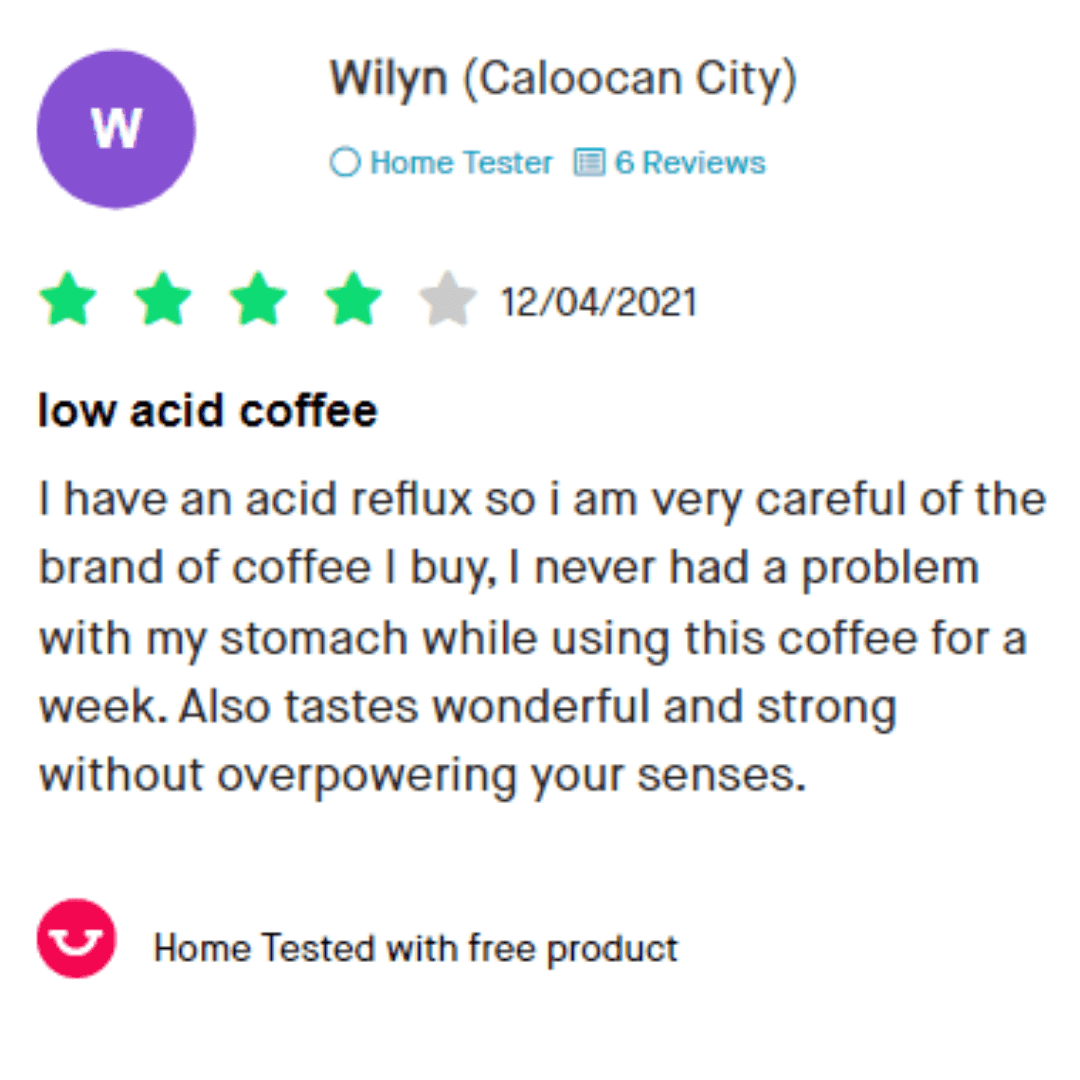 W
Wilyn (Caloocan City)
Home Tester 6 Reviews
12/04/2021
low acid coffee
I have an acid reflux so i am very careful of the
brand of coffee I buy, I never had a problem
with my stomach while using this coffee for a
week. Also tastes wonderful and strong
without overpowering your senses.
Home Tested with free product